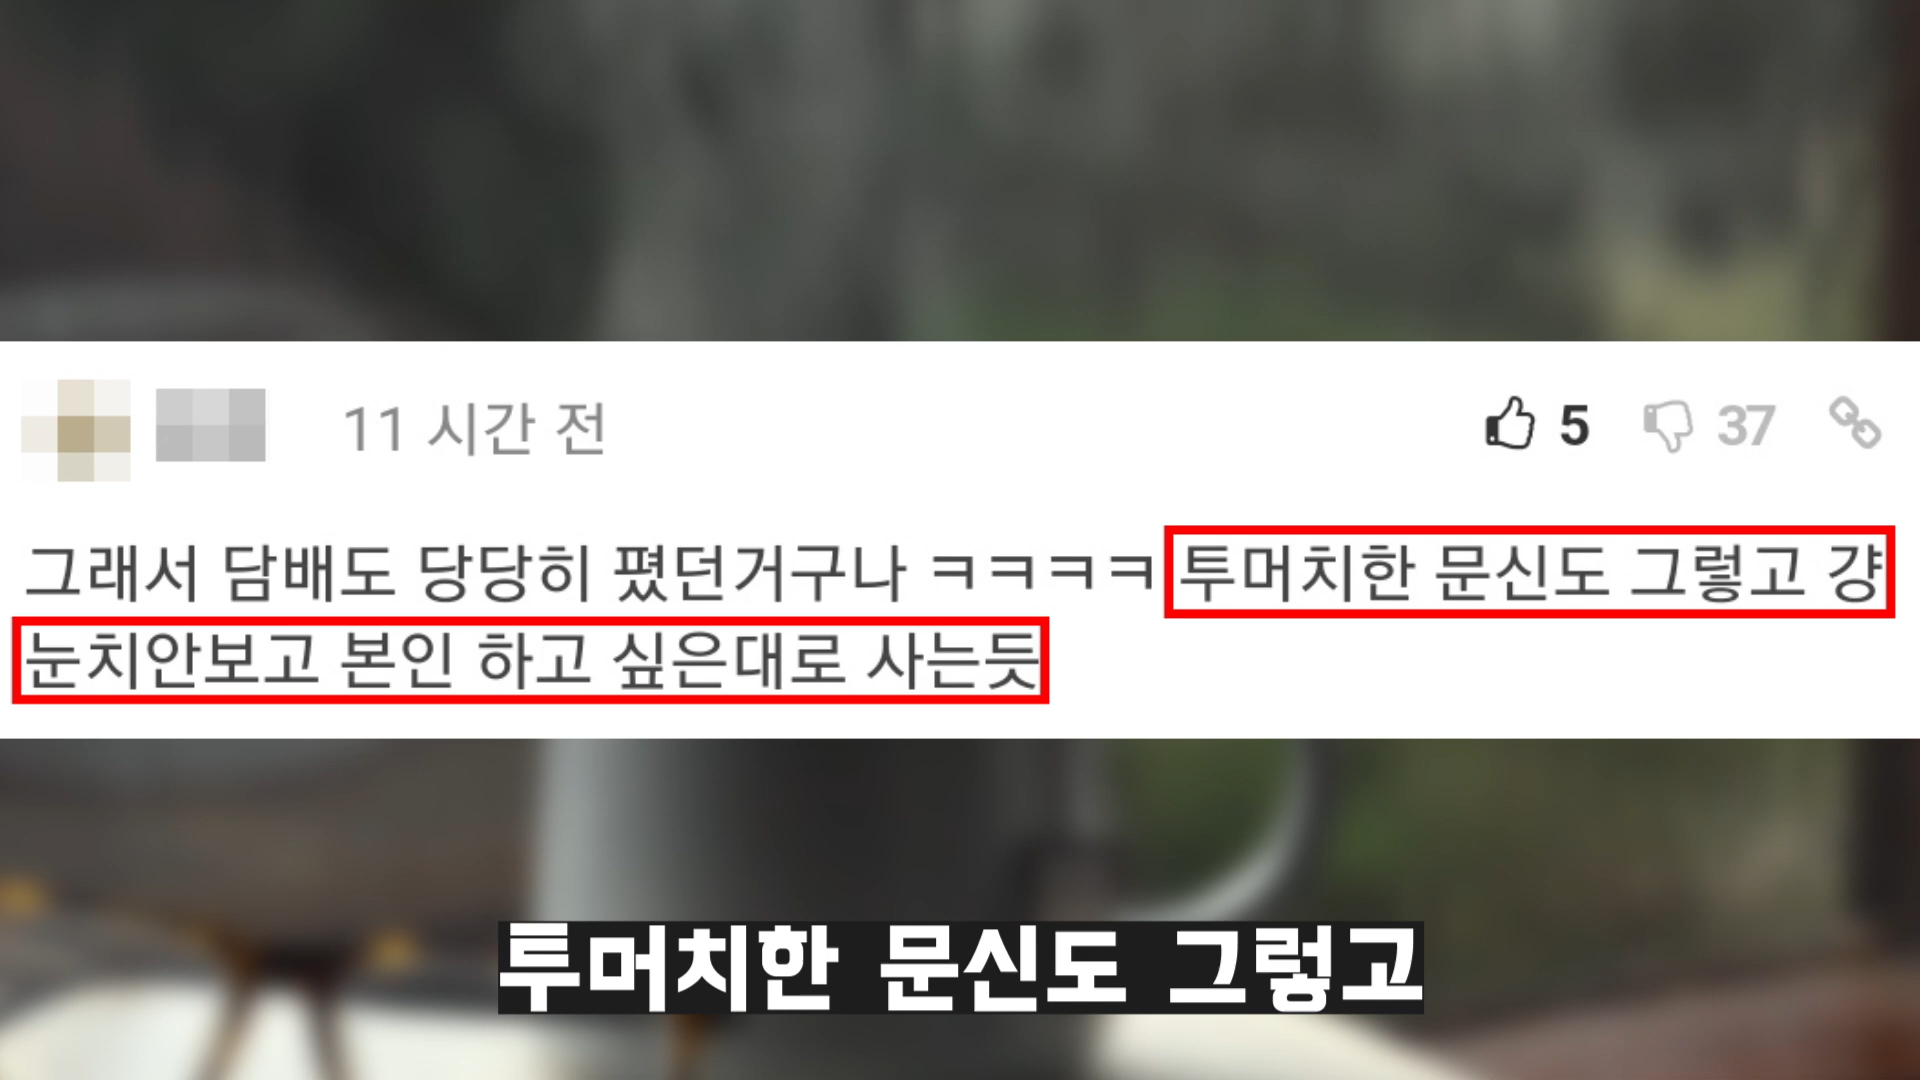 11 시간 전 5 37
그래서 담배도 당당히 폈던거구나 ㅋㅋㅋㅋ 투머치한 문신도 그렇고 걍
눈치안보고 본인 하고 싶은대로 사는듯
투머치한 문신도 그렇고